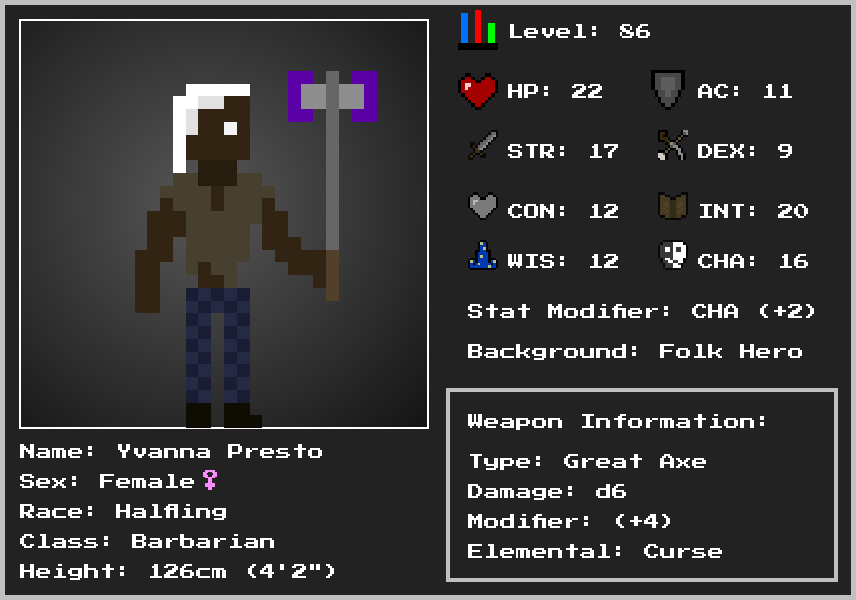 Level: 86
HP: 22 AC: 11
STR: 17 DEX: 9
CON: 12 INT: 20
WIS: 12 CHA: 16
Stat Modifier: CHA (+2)
Background: Folk Hero
Weapon Information:
Type: Great Axe
Damage: d6
Modifier: (+4)
Elemental: Curse
Name: Yvanna Presto
Sex: Female♀
Race: Halfling
Class: Barbarian
Height: 126cm (4'2")